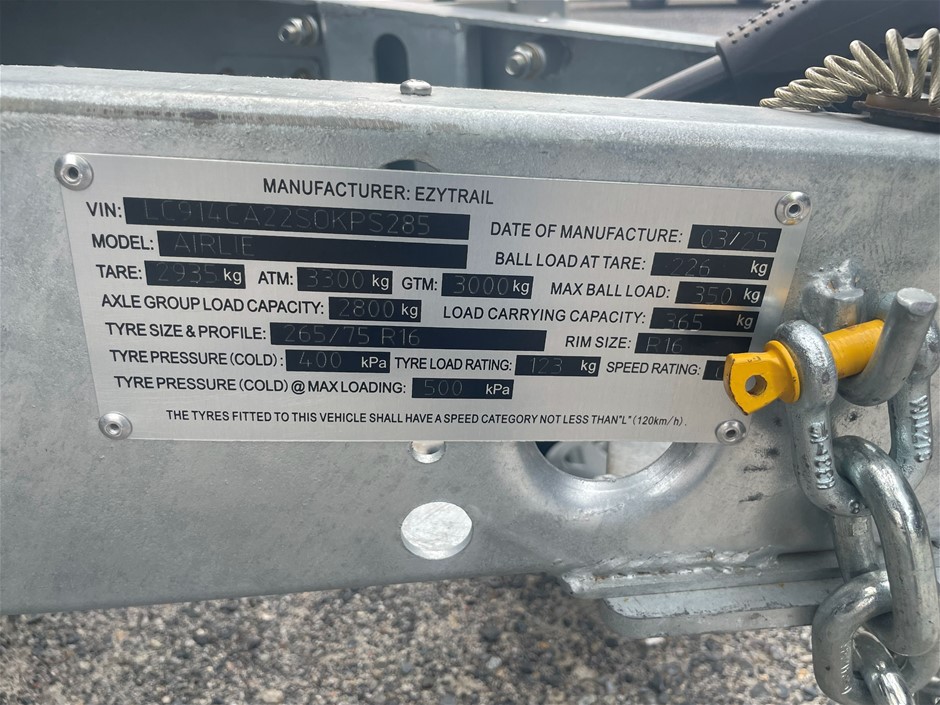 MANUFACTURER: EZYTRAIL
VIN: LC914CA22S0KPS285
DATE OF MANUFACTURE: 03/25
MODEL: AIRLIE
BALL LOAD AT TARE: 226 kg
TARE: 2935 kg ATM: 3300 kg GTM: 3000 kg MAX BALL LOAD: 350 kg
AXLE GROUP LOAD CAPACITY: 2800 kg LOAD CARRYING CAPACITY: 365 kg
TYRE SIZE & PROFILE: 265/75 R16 RIM SIZE: R16
TYRE PRESSURE (COLD): 400 kPa TYRE LOAD RATING: 123 kg SPEED RATING:
TYRE PRESSURE (COLD) @ MAX LOADING: 500 kPa
THE TYRES FITTED TO THIS VEHICLE SHALL HAVE A SPEED CATEGORY NOT LESS THAN"L" (120km/h).